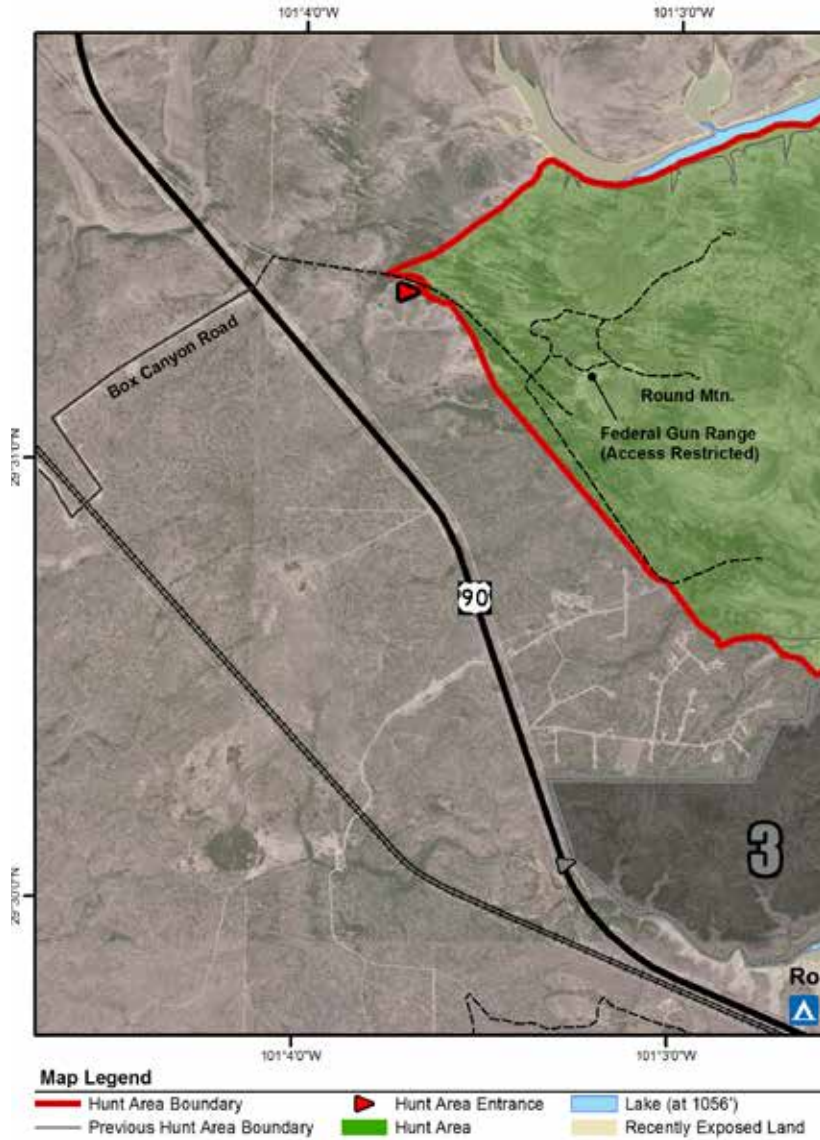 101°4'0"W
101°3'0"W
Box Canyon Road
Round Mtn.
29°31'0"N
Federal Gun Range
(Access Restricted)
90
3
29°30'0"N
Ro
101°4'0"W
101°3'0"W
Map Legend
Hunt Area Boundary
Hunt Area Entrance
Lake (at 1056')
Previous Hunt Area Boundary
Hunt Area
Recently Exposed Land